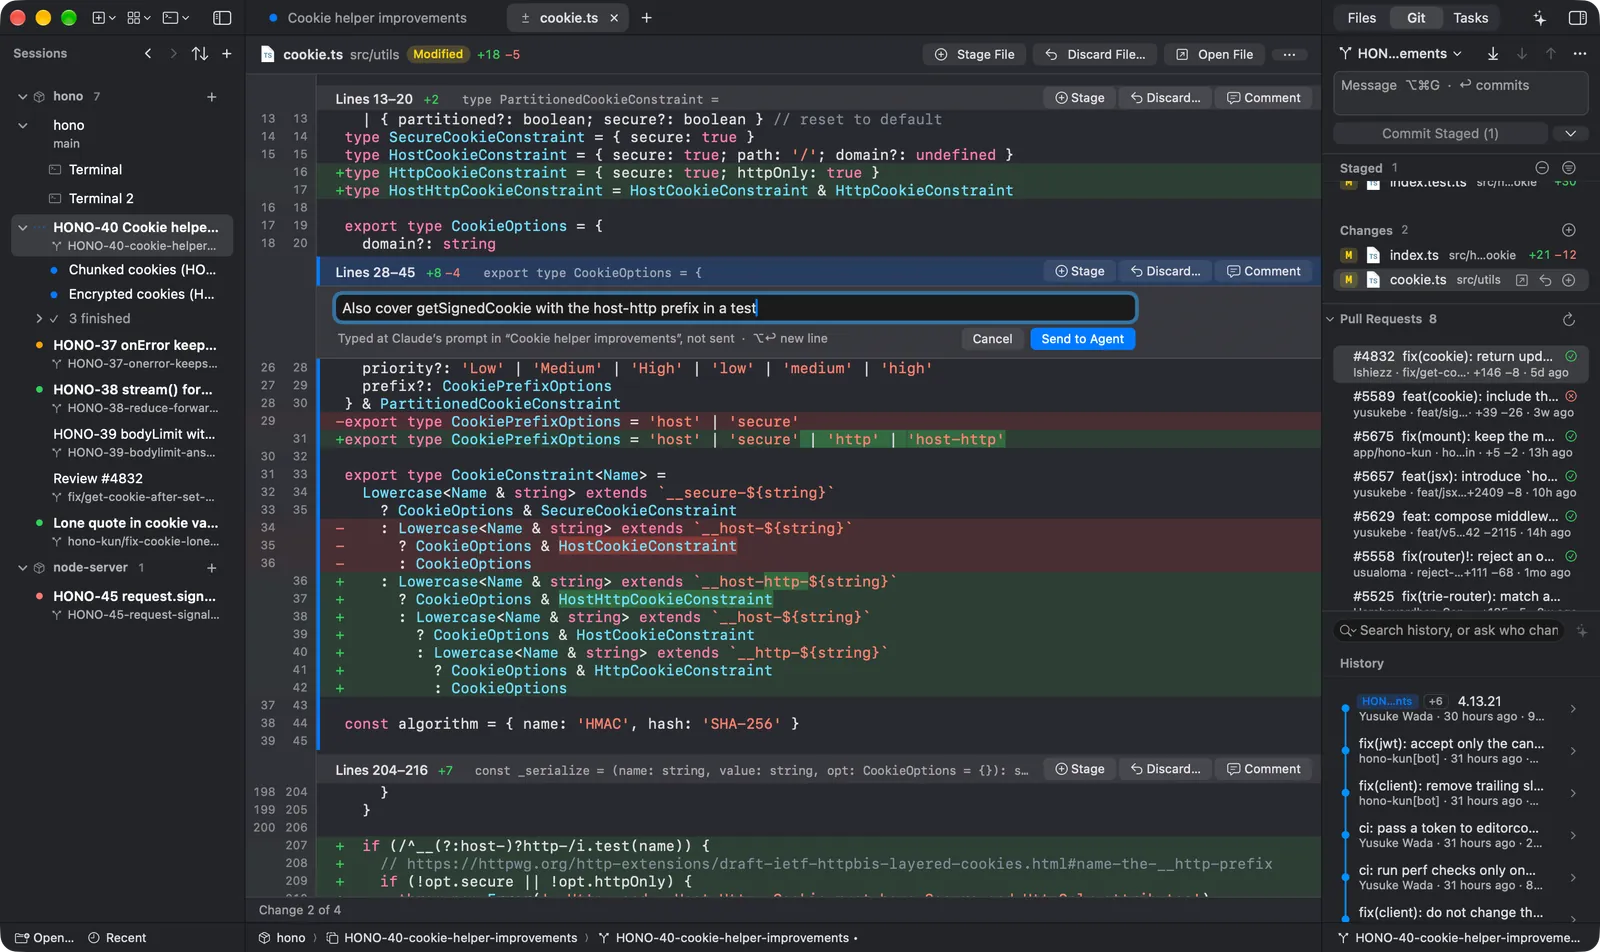 Cookie helper improvements
± cookie.ts ×
Files Git Tasks
Sessions
hono 7
hono
main
Terminal
Terminal 2
HONO-40 Cookie helpe...
HONO-40-cookie-helper...
Chunked cookies (HO...
Encrypted cookies (H...
3 finished
HONO-37 onError keep...
HONO-37-onerror-keeps...
HONO-38 stream() for...
HONO-38-reduce-forwar...
HONO-39 bodyLimit wit...
HONO-39-bodylimit-ans...
Review #4832
fix/get-cookie-after-set-...
Lone quote in cookie va...
hono-kun/fix-cookie-lone...
node-server 1
HONO-45 request.sign...
HONO-45-request-signal...
Open...
Recent
TS cookie.ts src/utils Modified +18 −5 Stage File Discard File... Open File ...
Lines 13–20 +2 type PartitionedCookieConstraint = Stage Discard... Comment
13 13 | { partitioned?: boolean; secure?: boolean } // reset to default
14 14 type SecureCookieConstraint = { secure: true }
15 15 type HostCookieConstraint = { secure: true; path: '/'; domain?: undefined }
16 +type HttpCookieConstraint = { secure: true; httpOnly: true }
17 +type HostHttpCookieConstraint = HostCookieConstraint & HttpCookieConstraint
16 18
17 19 export type CookieOptions = {
18 20 domain?: string
Lines 28–45 +8 −4 export type CookieOptions = { Stage Discard... Comment
Also cover getSignedCookie with the host-http prefix in a test
Typed at Claude's prompt in “Cookie helper improvements”, not sent · ⌥↩ new line Cancel Send to Agent
26 28 priority?: 'Low' | 'Medium' | 'High' | 'low' | 'medium' | 'high'
27 29 prefix?: CookiePrefixOptions
28 30 } & PartitionedCookieConstraint
29 −export type CookiePrefixOptions = 'host' | 'secure'
31 +export type CookiePrefixOptions = 'host' | 'secure' | 'http' | 'host-http'
30 32
31 33 export type CookieConstraint<Name> =
32 34 Lowercase<Name & string> extends `__secure-${string}`
33 35 ? CookieOptions & SecureCookieConstraint
34 − : Lowercase<Name & string> extends `__host-${string}`
35 − ? CookieOptions & HostCookieConstraint
36 − : CookieOptions
36 + : Lowercase<Name & string> extends `__host-http-${string}`
37 + ? CookieOptions & HostHttpCookieConstraint
38 + : Lowercase<Name & string> extends `__host-${string}`
39 + ? CookieOptions & HostCookieConstraint
40 + : Lowercase<Name & string> extends `__http-${string}`
41 + ? CookieOptions & HttpCookieConstraint
42 + : CookieOptions
37 43
38 44 const algorithm = { name: 'HMAC', hash: 'SHA-256' }
39 45
Lines 204–216 +7 const _serialize = (name: string, value: string, opt: CookieOptions = {}): s... Stage Discard... Comment
198 204 }
199 205 }
200 206
207 + if (/^__(?:host-)?http-/i.test(name)) {
208 + // https://httpwg.org/http-extensions/draft-ietf-httpbis-layered-cookies.html#name-the-__http-prefix
209 + if (!opt.secure || !opt.httpOnly) {
Change 2 of 4
hono 〉 HONO-40-cookie-helper-improvements 〉 HONO-40-cookie-helper-improvements •
HON...ements
Message ⌥⌘G · ↩ commits
Commit Staged (1)
Staged 1
M TS index.test.ts src/h...ookie +30
Changes 2
M TS index.ts src/h...ookie +21 −12
M TS cookie.ts src/utils
Pull Requests 8
#4832 fix(cookie): return upd...
Ishiezz · fix/get-co... · +146 −8 · 5d ago
#5589 feat(cookie): include th...
yusukebe · feat/sig... · +39 −26 · 3w ago
#5675 fix(mount): keep the m...
app/hono-kun · ho...in · +5 −2 · 13h ago
#5657 feat(jsx): introduce `ho...
yusukebe · feat/jsx...+2409 −8 · 10h ago
#5629 feat: compose middlew...
yusukebe · feat/v5...42 −2115 · 14h ago
#5558 fix(router)!: reject an o...
usualoma · reject-...+111 −68 · 1mo ago
#5525 fix(trie-router): match a...
Search history, or ask who chan
History
HON...nts +6 4.13.21
Yusuke Wada · 30 hours ago · 9...
fix(jwt): accept only the can...
hono-kun[bot] · 31 hours ago ·...
fix(client): remove trailing sl...
hono-kun[bot] · 31 hours ago ·...
ci: pass a token to editorco...
Yusuke Wada · 31 hours ago · 2...
ci: run perf checks only on...
Yusuke Wada · 31 hours ago · 8...
fix(client): do not change th...
HONO-40-cookie-helper-improveme...